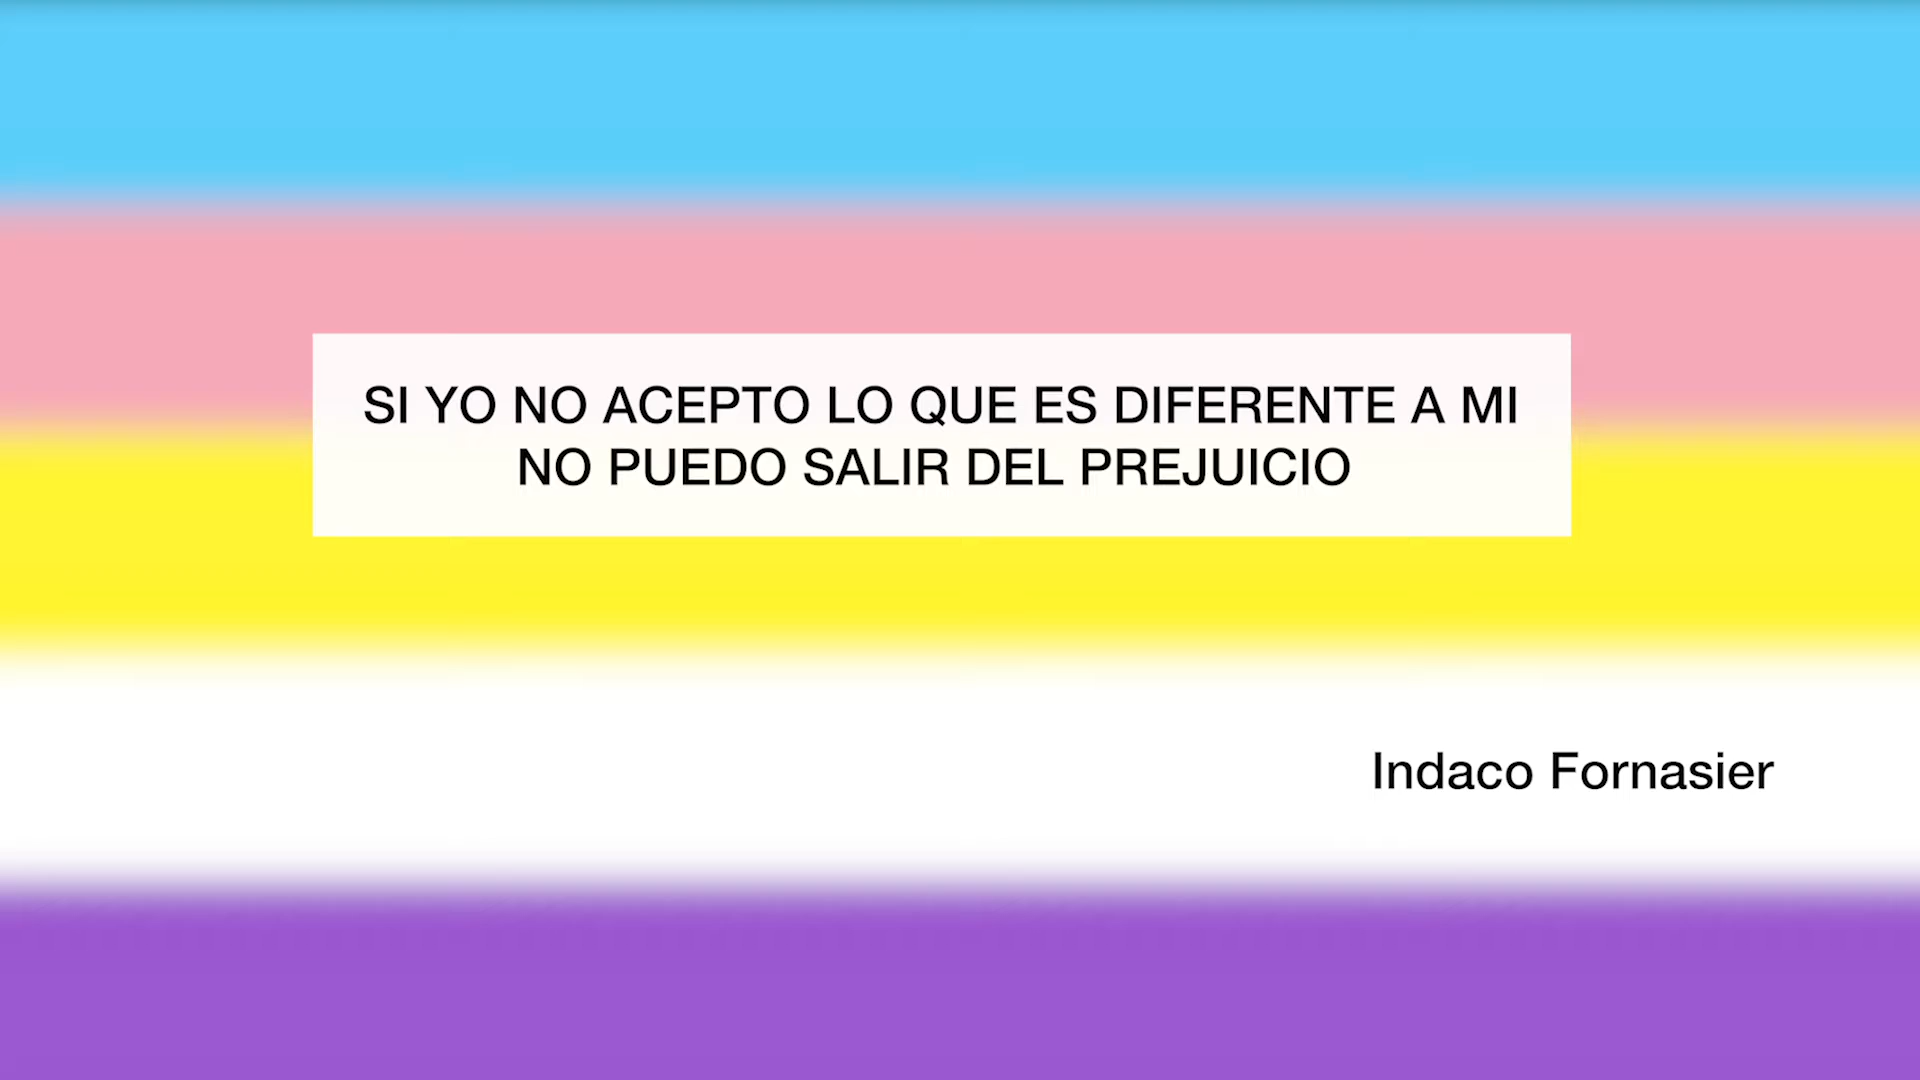 SI YO NO ACEPTO LO QUE ES DIFERENTE A MI
NO PUEDO SALIR DEL PREJUICIO
Indaco Fornasier